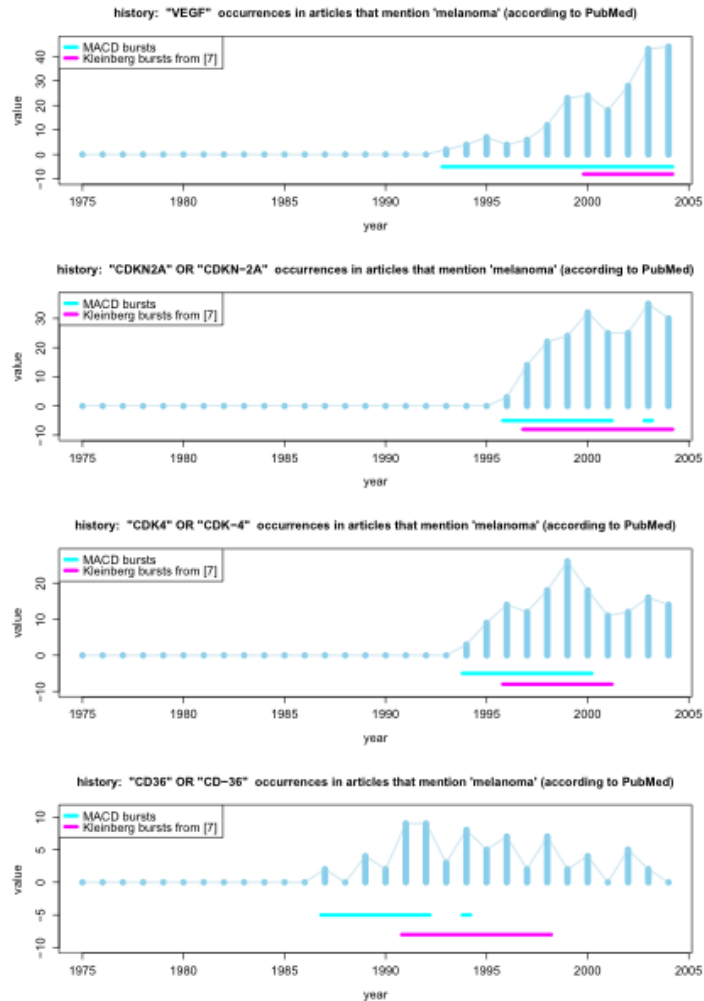 history: "VEGF" occurrences in articles that mention 'melanoma' (according to PubMed)
MACD bursts
Kleinberg bursts from [7]
value
40
30
20
10
0
−10
1975 1980 1985 1990 1995 2000 2005
year
history: "CDKN2A" OR "CDKN−2A" occurrences in articles that mention 'melanoma' (according to PubMed)
MACD bursts
Kleinberg bursts from [7]
value
30
20
10
0
−10
1975 1980 1985 1990 1995 2000 2005
year
history: "CDK4" OR "CDK−4" occurrences in articles that mention 'melanoma' (according to PubMed)
MACD bursts
Kleinberg bursts from [7]
value
20
10
0
−10
1975 1980 1985 1990 1995 2000 2005
year
history: "CD36" OR "CD−36" occurrences in articles that mention 'melanoma' (according to PubMed)
MACD bursts
Kleinberg bursts from [7]
value
10
5
0
−5
−10
1975 1980 1985 1990 1995 2000 2005
year